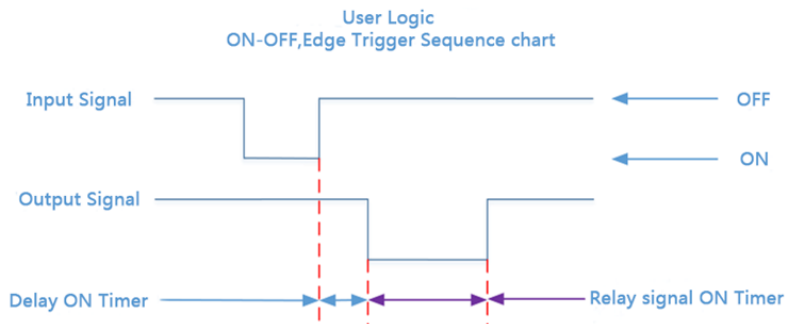 User Logic
ON-OFF,Edge Trigger Sequence chart
Input Signal
OFF
ON
Output Signal
Delay ON Timer
Relay signal ON Timer